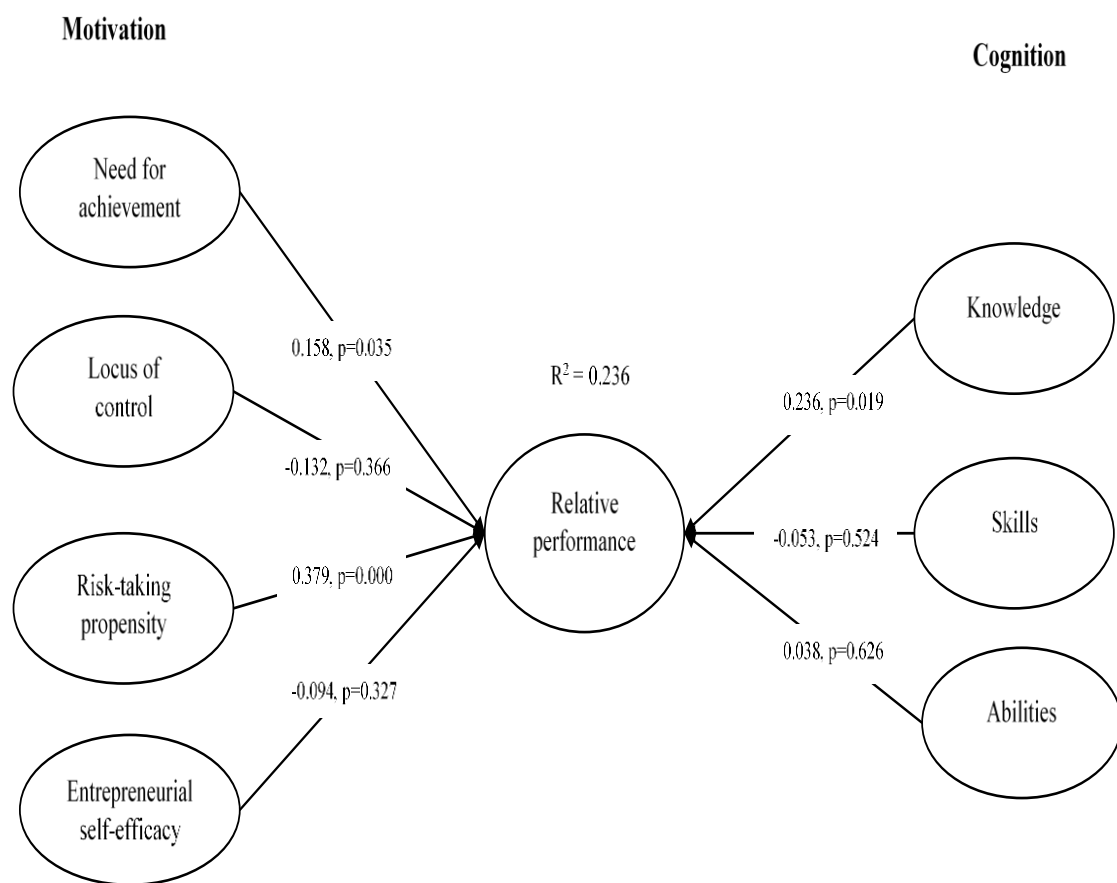 Motivation
Cognition
Need for
achievement
Knowledge
0.158, p=0.035
Locus of
control
R² = 0.236
0.236, p=0.019
-0.132, p=0.366
Relative
performance
Skills
-0.053, p=0.524
0.379, p=0.000
Risk-taking
propensity
0.038, p=0.626
-0.094, p=0.327
Abilities
Entrepreneurial
self-efficacy